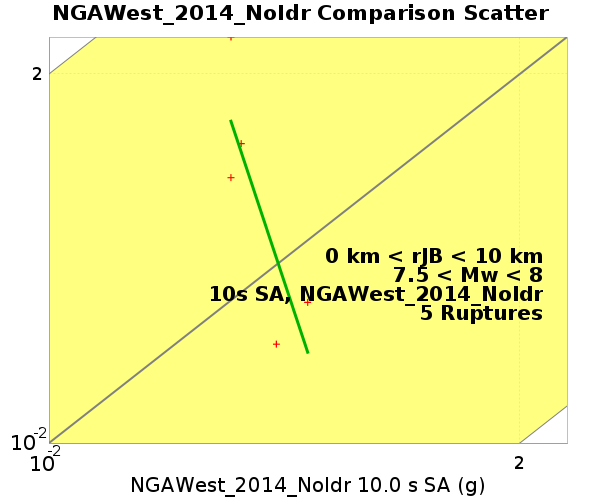 NGAWest_2014_NoIdr Comparison Scatter
2
0 km < rJB < 10 km
7.5 < Mw < 8
10s SA, NGAWest_2014_NoIdr
5 Ruptures
10-2
10-2
2
NGAWest_2014_NoIdr 10.0 s SA (g)